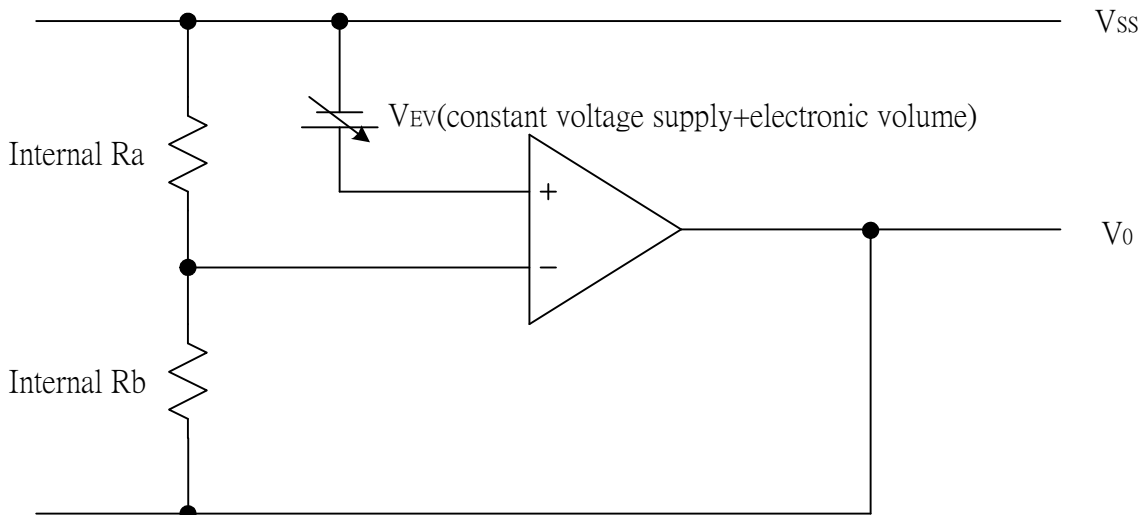 Vss
VEV(constant voltage supply+electronic volume)
Internal Ra
+
V0
−
Internal Rb